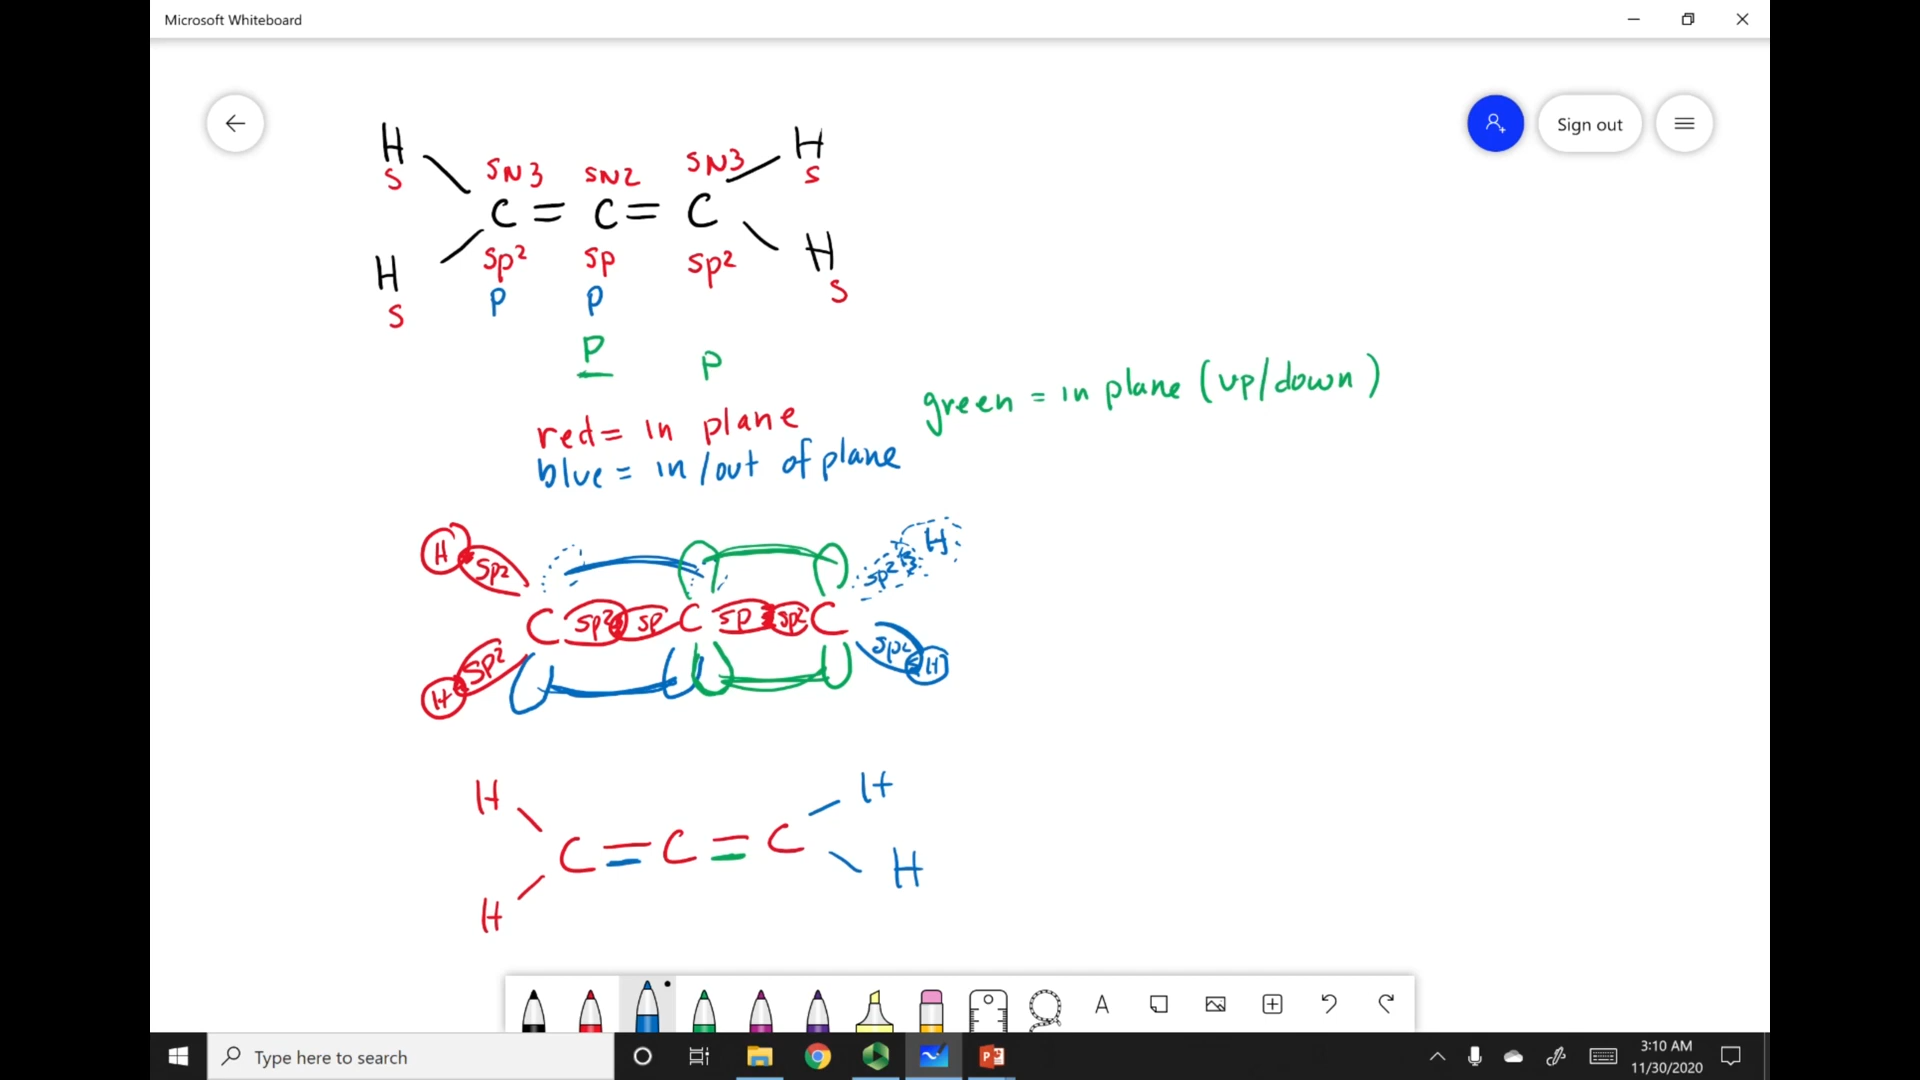 Microsoft Whiteboard
Sign out
H H
S SN3 SN2 SN3 S
C = C = C
H sp² sp sp² H
S P P S
P P
green = in plane (up/down)
red = in plane
blue = in/out of plane
H sp2 sp2 H
C sp2 sp C sp sp2 C
H sp2 sp2 H
H H
C = C = C
H H
A
Type here to search
3:10 AM
11/30/2020